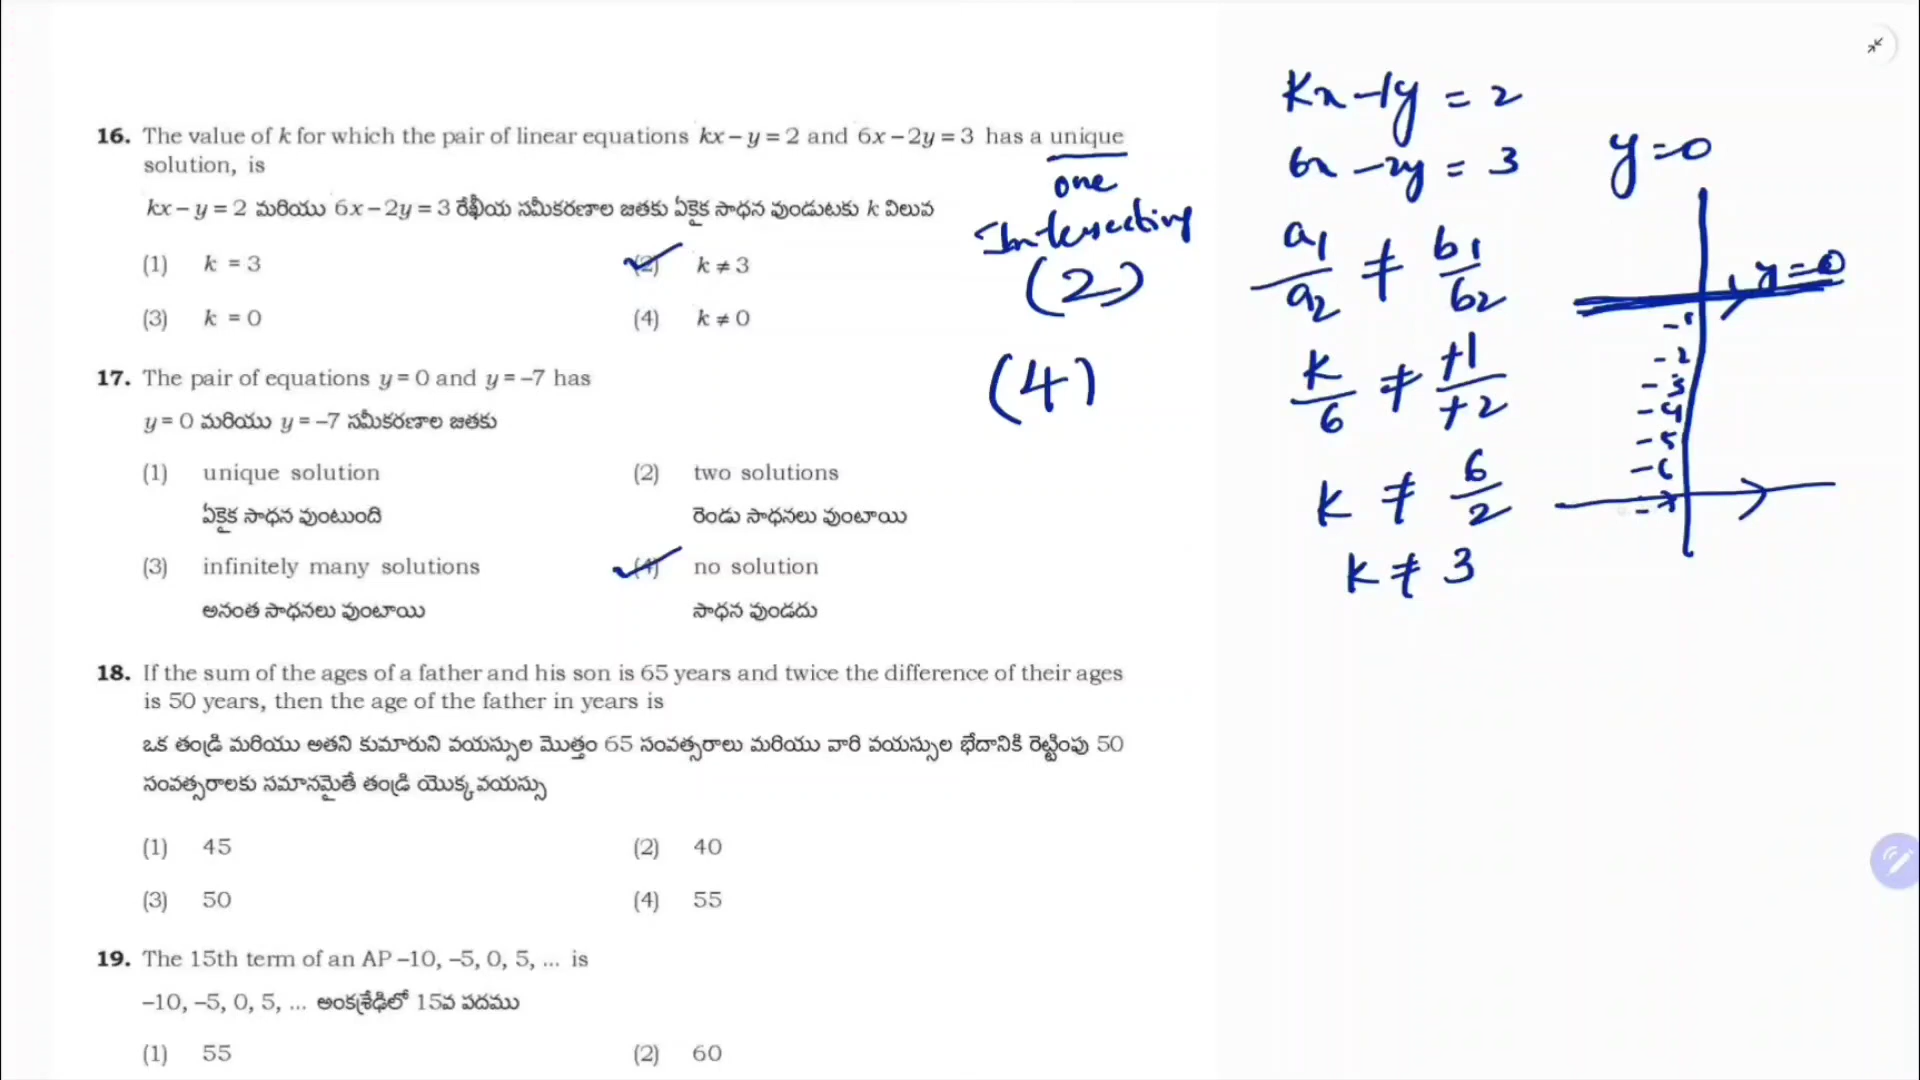 16. The value of k for which the pair of linear equations kx – y = 2 and 6x – 2y = 3 has a unique
solution, is
kx – y = 2 మరియు 6x – 2y = 3 రేఖీయ సమీకరణాల జతకు ఏకైక సాధన వుండుటకు k విలువ
(1) k = 3
(2) k ≠ 3
(3) k = 0
(4) k ≠ 0
17. The pair of equations y = 0 and y = –7 has
y = 0 మరియు y = –7 సమీకరణాల జతకు
(1) unique solution
ఏకైక సాధన వుంటుంది
(2) two solutions
రెండు సాధనలు వుంటాయి
(3) infinitely many solutions
అనంత సాధనలు వుంటాయి
(4) no solution
సాధన వుండదు
18. If the sum of the ages of a father and his son is 65 years and twice the difference of their ages
is 50 years, then the age of the father in years is
ఒక తండ్రి మరియు అతని కుమారుని వయస్సుల మొత్తం 65 సంవత్సరాలు మరియు వారి వయస్సుల భేదానికి రెట్టింపు 50
సంవత్సరాలకు సమానమైతే తండ్రి యొక్క వయస్సు
(1) 45
(2) 40
(3) 50
(4) 55
19. The 15th term of an AP –10, –5, 0, 5, ... is
–10, –5, 0, 5, ... అంకశ్రేఢిలో 15వ పదము
(1) 55
(2) 60
one
Intersecting
(2)
(4)
kx – 1y = 2
6x – 2y = 3
a1/a2 ≠ b1/b2
k/6 ≠ +1/+2
k ≠ 6/2
k ≠ 3
y = 0
y = 0
-1
-2
-3
-4
-5
-6
-7